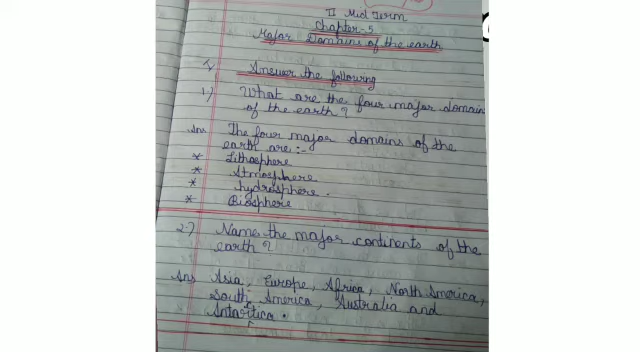 II Mid Term
Chapter-5
Major Domains of the earth
I, Answer the following
1.) What are the four major domains
of the earth?
Ans The four major domains of the
earth are :-
* Lithosphere
* Atmosphere
* hydrosphere.
* Biosphere
2.) Name the major continents of the
earth?
Ans Asia, Europe, Africa, North America,
South America, Australia and
Antartica.
c